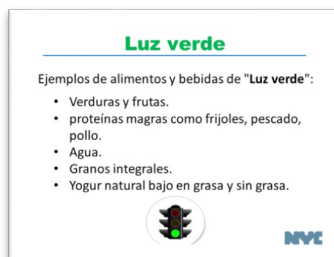 Luz verde
Ejemplos de alimentos y bebidas de "Luz verde":
• Verduras y frutas.
• proteínas magras como frijoles, pescado,
pollo.
• Agua.
• Granos integrales.
• Yogur natural bajo en grasa y sin grasa.
NYC